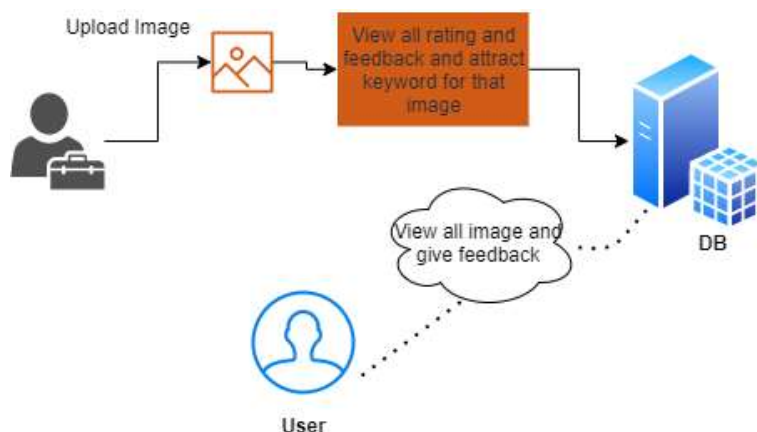 Upload Image
View all rating and
feedback and attract
keyword for that
image
View all image and
give feedback
DB
User